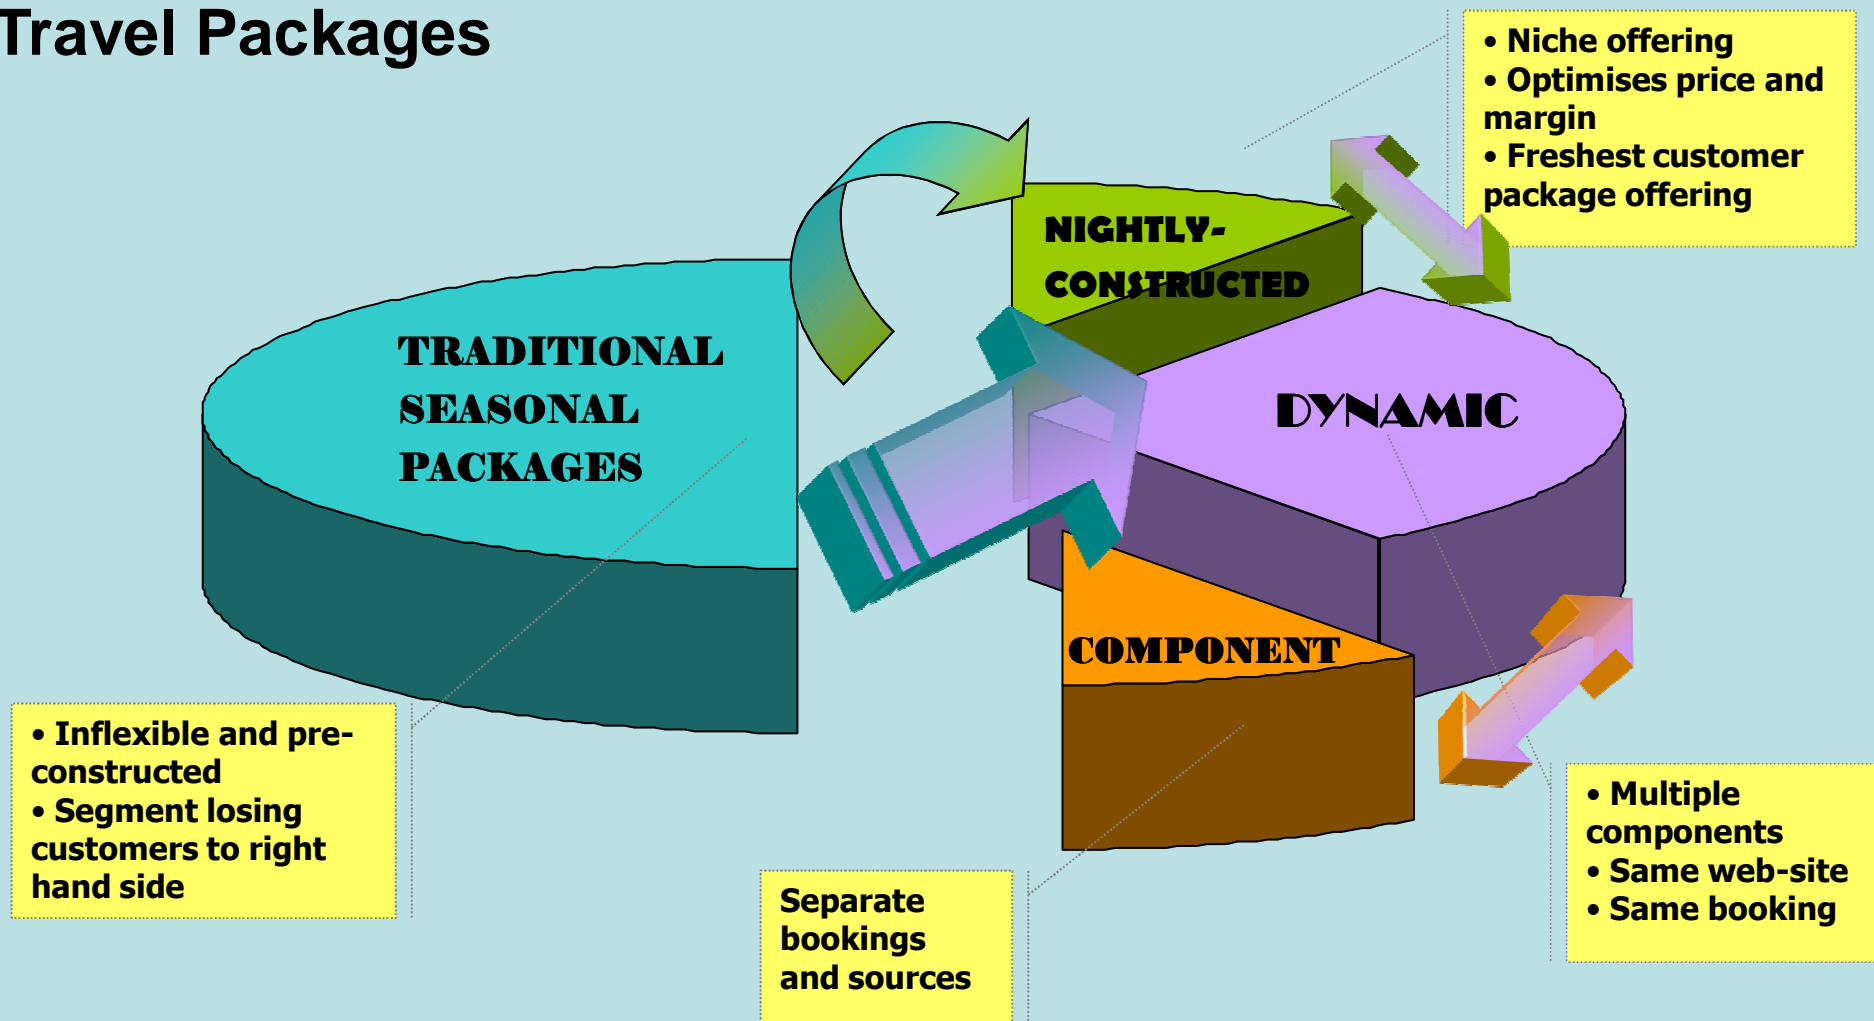 Travel Packages
• Niche offering
• Optimises price and
margin
• Freshest customer
package offering
NIGHTLY-
CONSTRUCTED
TRADITIONAL
SEASONAL
PACKAGES
DYNAMIC
COMPONENT
• Inflexible and pre-
constructed
• Segment losing
customers to right
hand side
• Multiple
components
• Same web-site
• Same booking
Separate
bookings
and sources